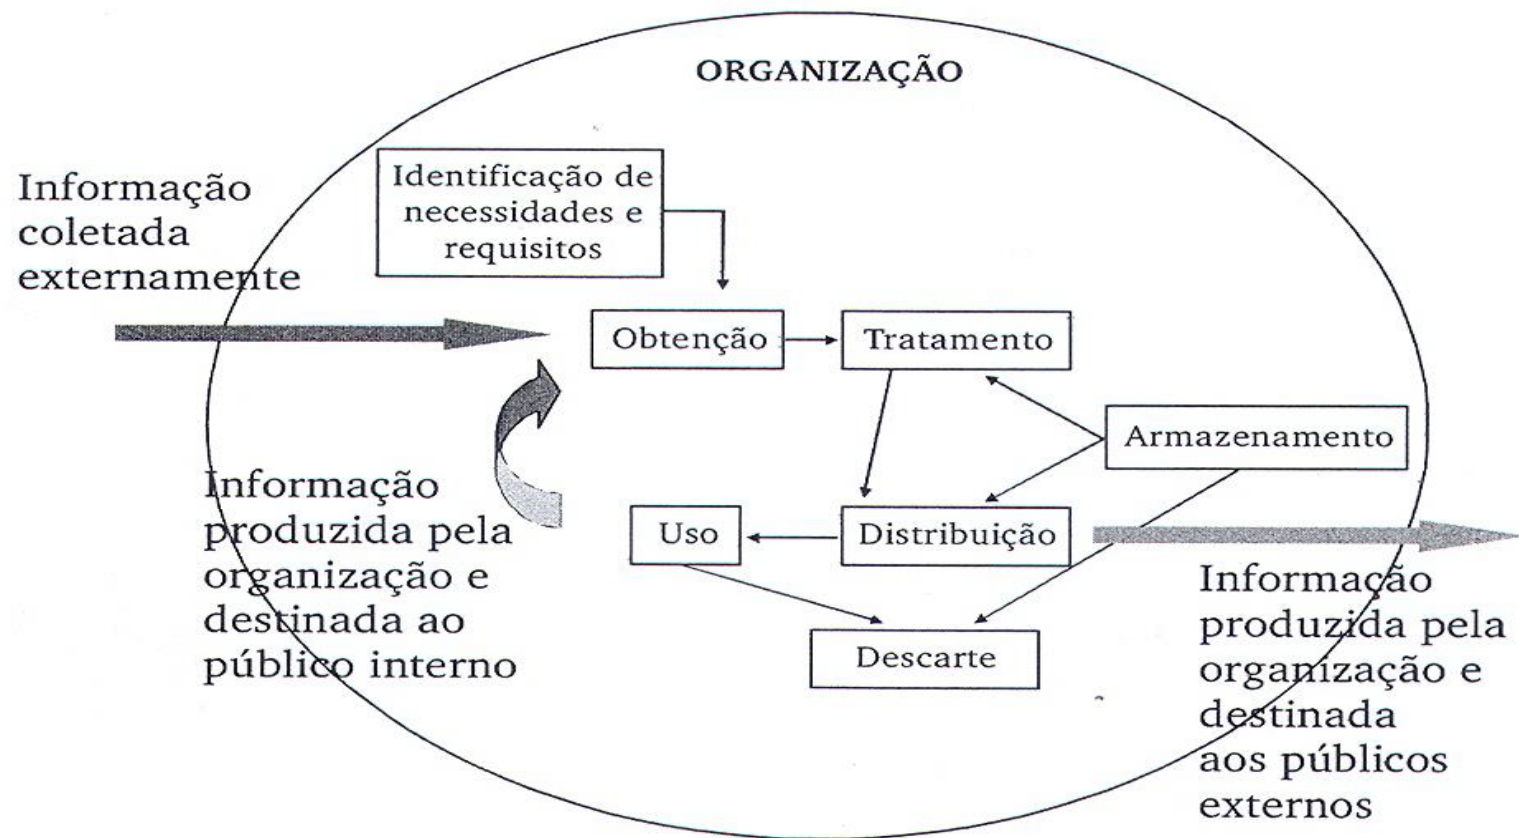 ORGANIZAÇÃO
Identificação de
necessidades e
requisitos
Informação
coletada
externamente
Obtenção
Tratamento
Armazenamento
Informação
produzida pela
organização e
destinada ao
público interno
Uso
Distribuição
Descarte
Informação
produzida pela
organização e
destinada
aos públicos
externos